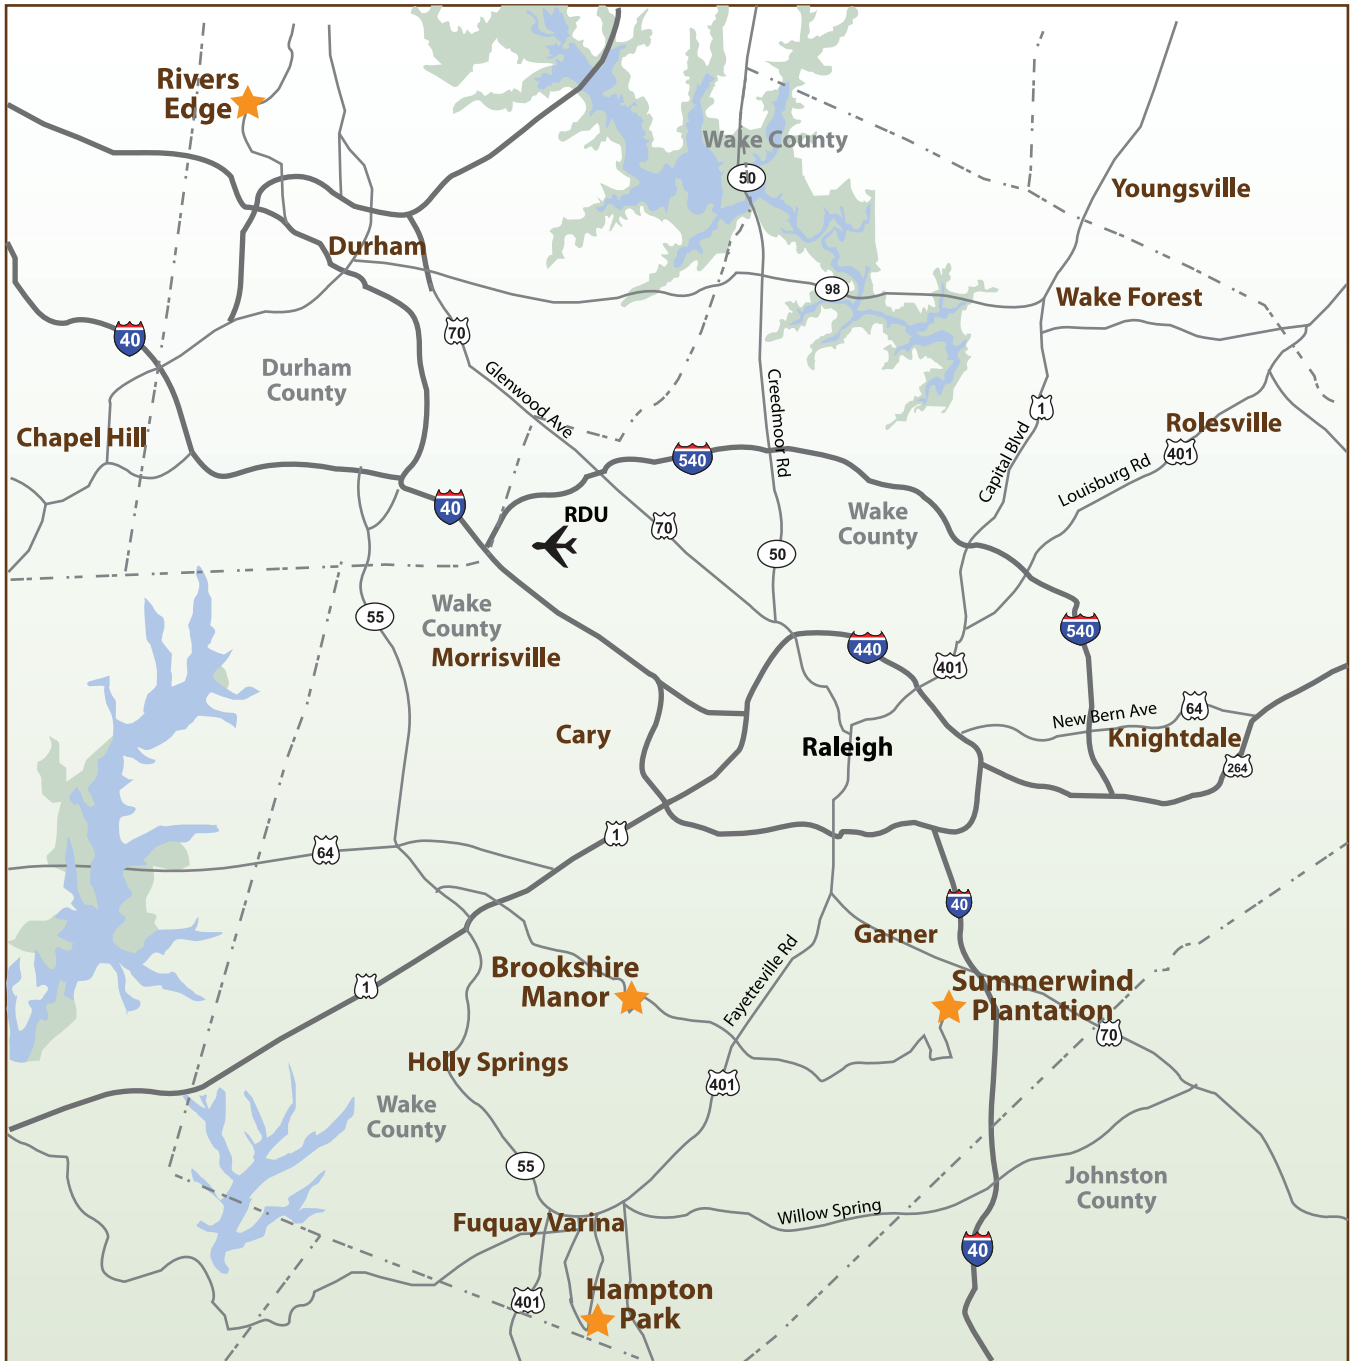 Rivers
Edge
Wake County
50
Youngsville
Durham
98
Wake Forest
40
70
Durham
County
Glenwood Ave
Creedmoor Rd
1
Chapel Hill
Rolesville
401
Capital Blvd
Louisburg Rd
540
40
RDU
70
Wake
County
50
55
Wake
County
Morrisville
440
401
540
Cary
Raleigh
New Bern Ave
64
Knightdale
264
1
64
40
Garner
Fayetteville Rd
Brookshire
Manor
Summerwind
Plantation
1
70
Holly Springs
401
Wake
County
55
Johnston
County
Willow Spring
Fuquay Varina
40
401
Hampton
Park